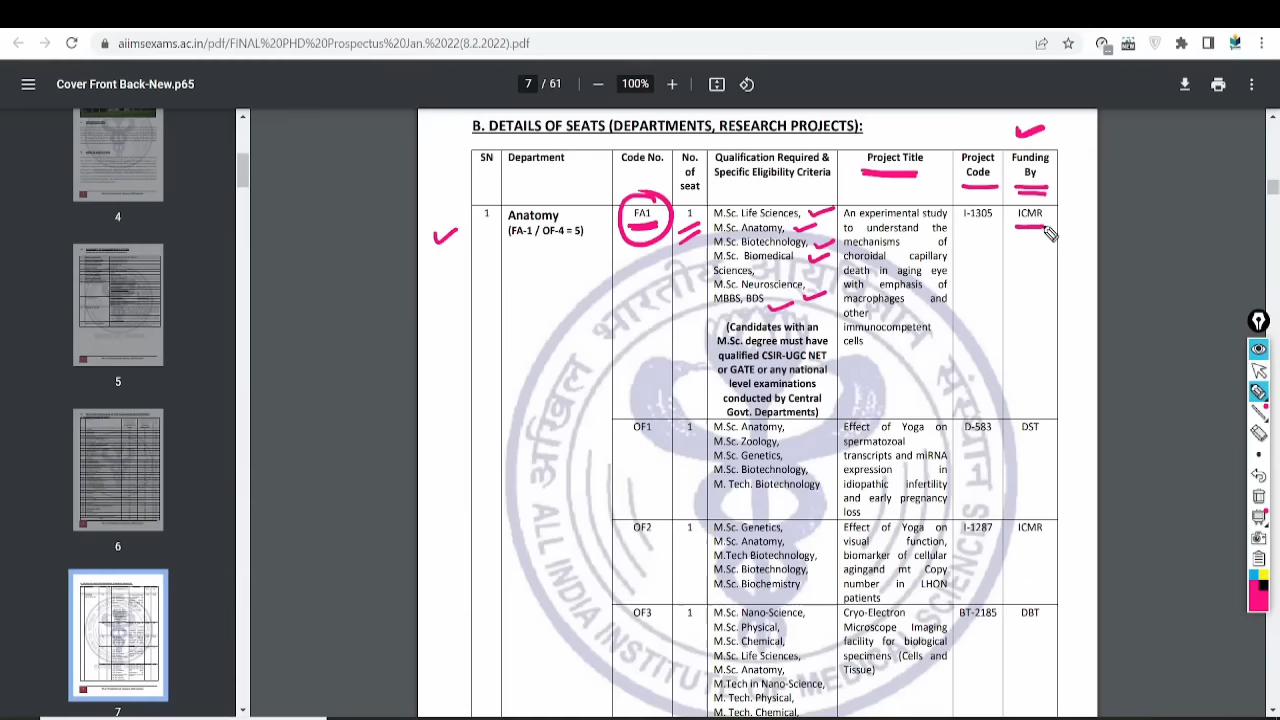 aiimsexams.ac.in/pdf/FINAL%20PHD%20Prospectus%20Jan.%2022(8.2.2022).pdf
NEW
Cover Front Back-New.p65
7 / 61
100%
4
5
6
7
B. DETAILS OF SEATS (DEPARTMENTS, RESEARCH PROJECTS):
SN
Department
Code No.
No. of seat
Qualification Required & Specific Eligibility Criteria
Project Title
Project Code
Funding By
1
Anatomy
(FA-1 / OF-4 = 5)
FA1
1
M.Sc. Life Sciences,
M.Sc. Anatomy,
M.Sc. Biotechnology,
M.Sc. Biomedical
Sciences,
M.Sc. Neuroscience,
MBBS, BDS
(Candidates with an
M.Sc. degree must have
qualified CSIR-UGC NET
or GATE or any national
level examinations
conducted by Central
Govt. Departments)
An experimental study
to understand the
mechanisms of
choroidal capillary
death in aging eye
with emphesis of
macrophages and
other
immunocompetent
cells
I-1305
ICMR
OF1
1
M.Sc. Anatomy,
M.Sc. Zoology,
M.Sc. Genetics,
M.Sc. Biotechnology,
M. Tech. Biotechnology
Effect of Yoga on
spermatozoal
transcripts and miRNA
expression in
idiopathic infertility
and early pregnancy
loss
D-583
DST
OF2
1
M.Sc. Genetics,
M.Sc. Anatomy,
M.Tech Biotechnology,
M.Sc. Biotechnology,
M.Sc. Biochemistry
Effect of Yoga on
visual function,
biomarker of cellular
agingand mt Copy
number in LHON
patients
I-1287
ICMR
OF3
1
M.Sc. Nano-Science,
M.Sc. Physical,
M.Sc. Chemical,
M.Sc. Life Sciences,
M.Sc. Anatomy,
M.Tech in Nano-Science,
M. Tech. Physical,
M. Tech. Chemical,
Cryo-Electron
Microscope Imaging
facility for biological
specimens (Cells and
Tissue)
BT-2185
DBT